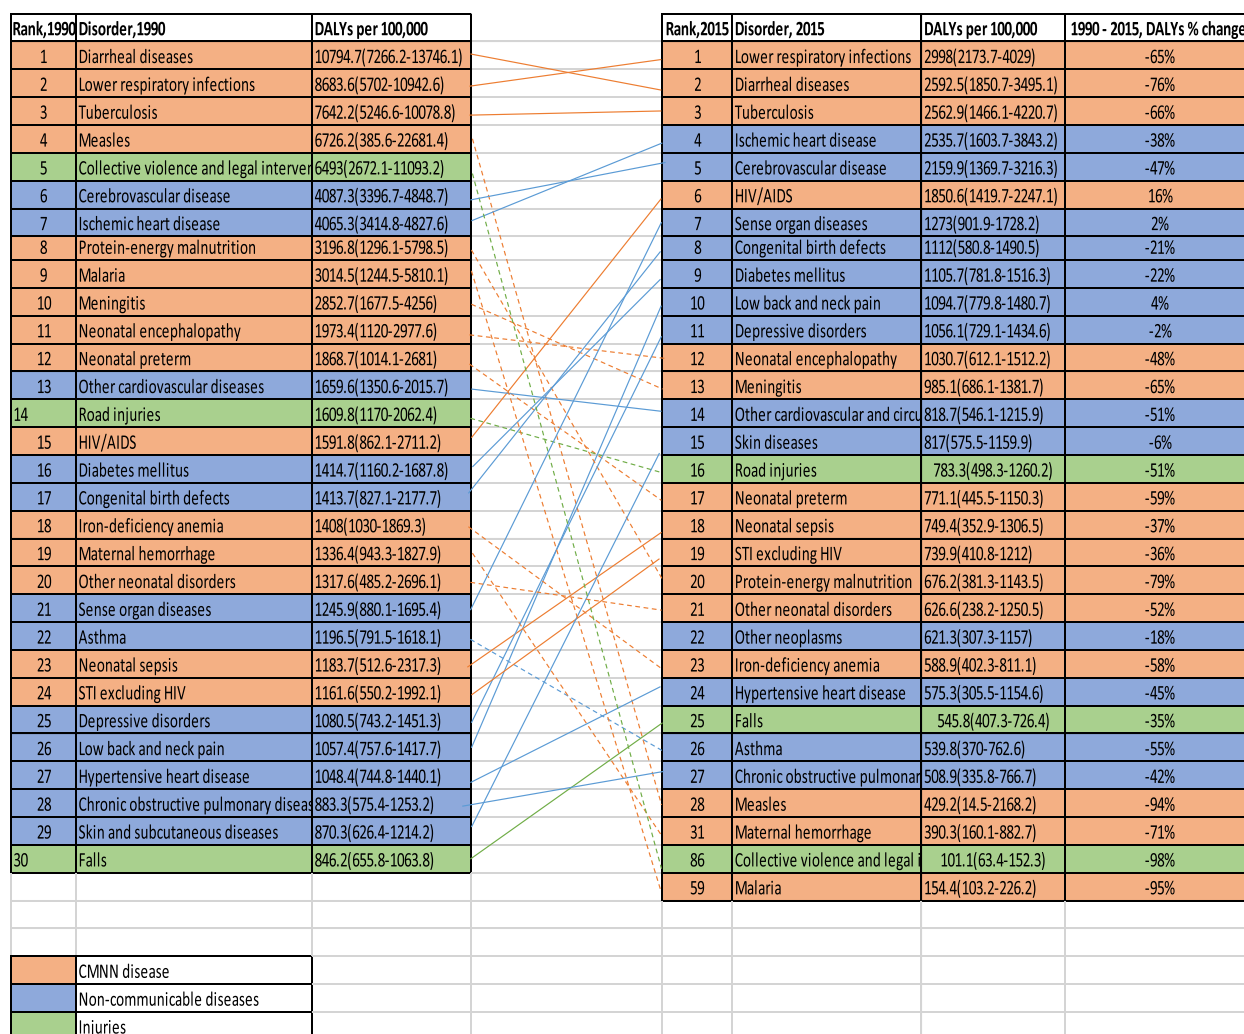 Rank,1990 Disorder,1990 DALYs per 100,000
1 Diarrheal diseases 10794.7(7266.2-13746.1)
2 Lower respiratory infections 8683.6(5702-10942.6)
3 Tuberculosis 7642.2(5246.6-10078.8)
4 Measles 6726.2(385.6-22681.4)
5 Collective violence and legal interver 6493(2672.1-11093.2)
6 Cerebrovascular disease 4087.3(3396.7-4848.7)
7 Ischemic heart disease 4065.3(3414.8-4827.6)
8 Protein-energy malnutrition 3196.8(1296.1-5798.5)
9 Malaria 3014.5(1244.5-5810.1)
10 Meningitis 2852.7(1677.5-4256)
11 Neonatal encephalopathy 1973.4(1120-2977.6)
12 Neonatal preterm 1868.7(1014.1-2681)
13 Other cardiovascular diseases 1659.6(1350.6-2015.7)
14 Road injuries 1609.8(1170-2062.4)
15 HIV/AIDS 1591.8(862.1-2711.2)
16 Diabetes mellitus 1414.7(1160.2-1687.8)
17 Congenital birth defects 1413.7(827.1-2177.7)
18 Iron-deficiency anemia 1408(1030-1869.3)
19 Maternal hemorrhage 1336.4(943.3-1827.9)
20 Other neonatal disorders 1317.6(485.2-2696.1)
21 Sense organ diseases 1245.9(880.1-1695.4)
22 Asthma 1196.5(791.5-1618.1)
23 Neonatal sepsis 1183.7(512.6-2317.3)
24 STI excluding HIV 1161.6(550.2-1992.1)
25 Depressive disorders 1080.5(743.2-1451.3)
26 Low back and neck pain 1057.4(757.6-1417.7)
27 Hypertensive heart disease 1048.4(744.8-1440.1)
28 Chronic obstructive pulmonary diseas 883.3(575.4-1253.2)
29 Skin and subcutaneous diseases 870.3(626.4-1214.2)
30 Falls 846.2(655.8-1063.8)
Rank,2015 Disorder, 2015 DALYs per 100,000 1990 - 2015, DALYs % change
1 Lower respiratory infections 2998(2173.7-4029) -65%
2 Diarrheal diseases 2592.5(1850.7-3495.1) -76%
3 Tuberculosis 2562.9(1466.1-4220.7) -66%
4 Ischemic heart disease 2535.7(1603.7-3843.2) -38%
5 Cerebrovascular disease 2159.9(1369.7-3216.3) -47%
6 HIV/AIDS 1850.6(1419.7-2247.1) 16%
7 Sense organ diseases 1273(901.9-1728.2) 2%
8 Congenital birth defects 1112(580.8-1490.5) -21%
9 Diabetes mellitus 1105.7(781.8-1516.3) -22%
10 Low back and neck pain 1094.7(779.8-1480.7) 4%
11 Depressive disorders 1056.1(729.1-1434.6) -2%
12 Neonatal encephalopathy 1030.7(612.1-1512.2) -48%
13 Meningitis 985.1(686.1-1381.7) -65%
14 Other cardiovascular and circu 818.7(546.1-1215.9) -51%
15 Skin diseases 817(575.5-1159.9) -6%
16 Road injuries 783.3(498.3-1260.2) -51%
17 Neonatal preterm 771.1(445.5-1150.3) -59%
18 Neonatal sepsis 749.4(352.9-1306.5) -37%
19 STI excluding HIV 739.9(410.8-1212) -36%
20 Protein-energy malnutrition 676.2(381.3-1143.5) -79%
21 Other neonatal disorders 626.6(238.2-1250.5) -52%
22 Other neoplasms 621.3(307.3-1157) -18%
23 Iron-deficiency anemia 588.9(402.3-811.1) -58%
24 Hypertensive heart disease 575.3(305.5-1154.6) -45%
25 Falls 545.8(407.3-726.4) -35%
26 Asthma 539.8(370-762.6) -55%
27 Chronic obstructive pulmonar 508.9(335.8-766.7) -42%
28 Measles 429.2(14.5-2168.2) -94%
31 Maternal hemorrhage 390.3(160.1-882.7) -71%
86 Collective violence and legal i 101.1(63.4-152.3) -98%
59 Malaria 154.4(103.2-226.2) -95%
CMNN disease
Non-communicable diseases
Injuries